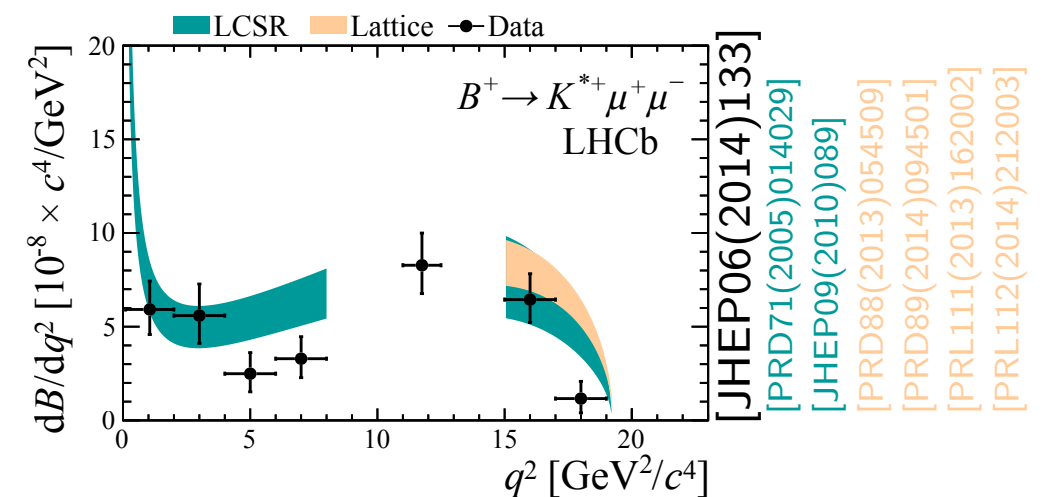 LCSR Lattice Data
dB/dq² [10⁻⁸ × c⁴/GeV²]
20
15
10
5
0
B⁺→ K*⁺μ⁺μ⁻
LHCb
0 5 10 15 20
q² [GeV²/c⁴]
[JHEP06(2014)133]
[PRD71(2005)014029]
[JHEP09(2010)089]
[PRD88(2013)054509]
[PRD89(2014)094501]
[PRL111(2013)162002]
[PRL112(2014)212003]